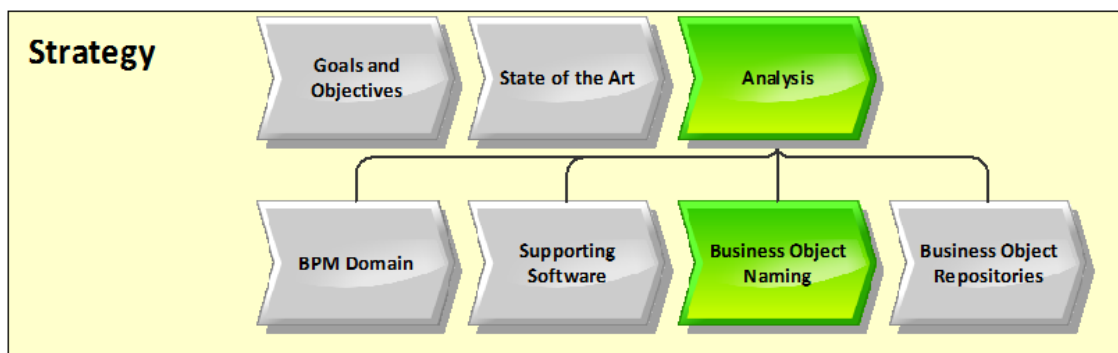 Strategy
Goals and
Objectives
State of the Art
Analysis
BPM Domain
Supporting
Software
Business Object
Naming
Business Object
Repositories